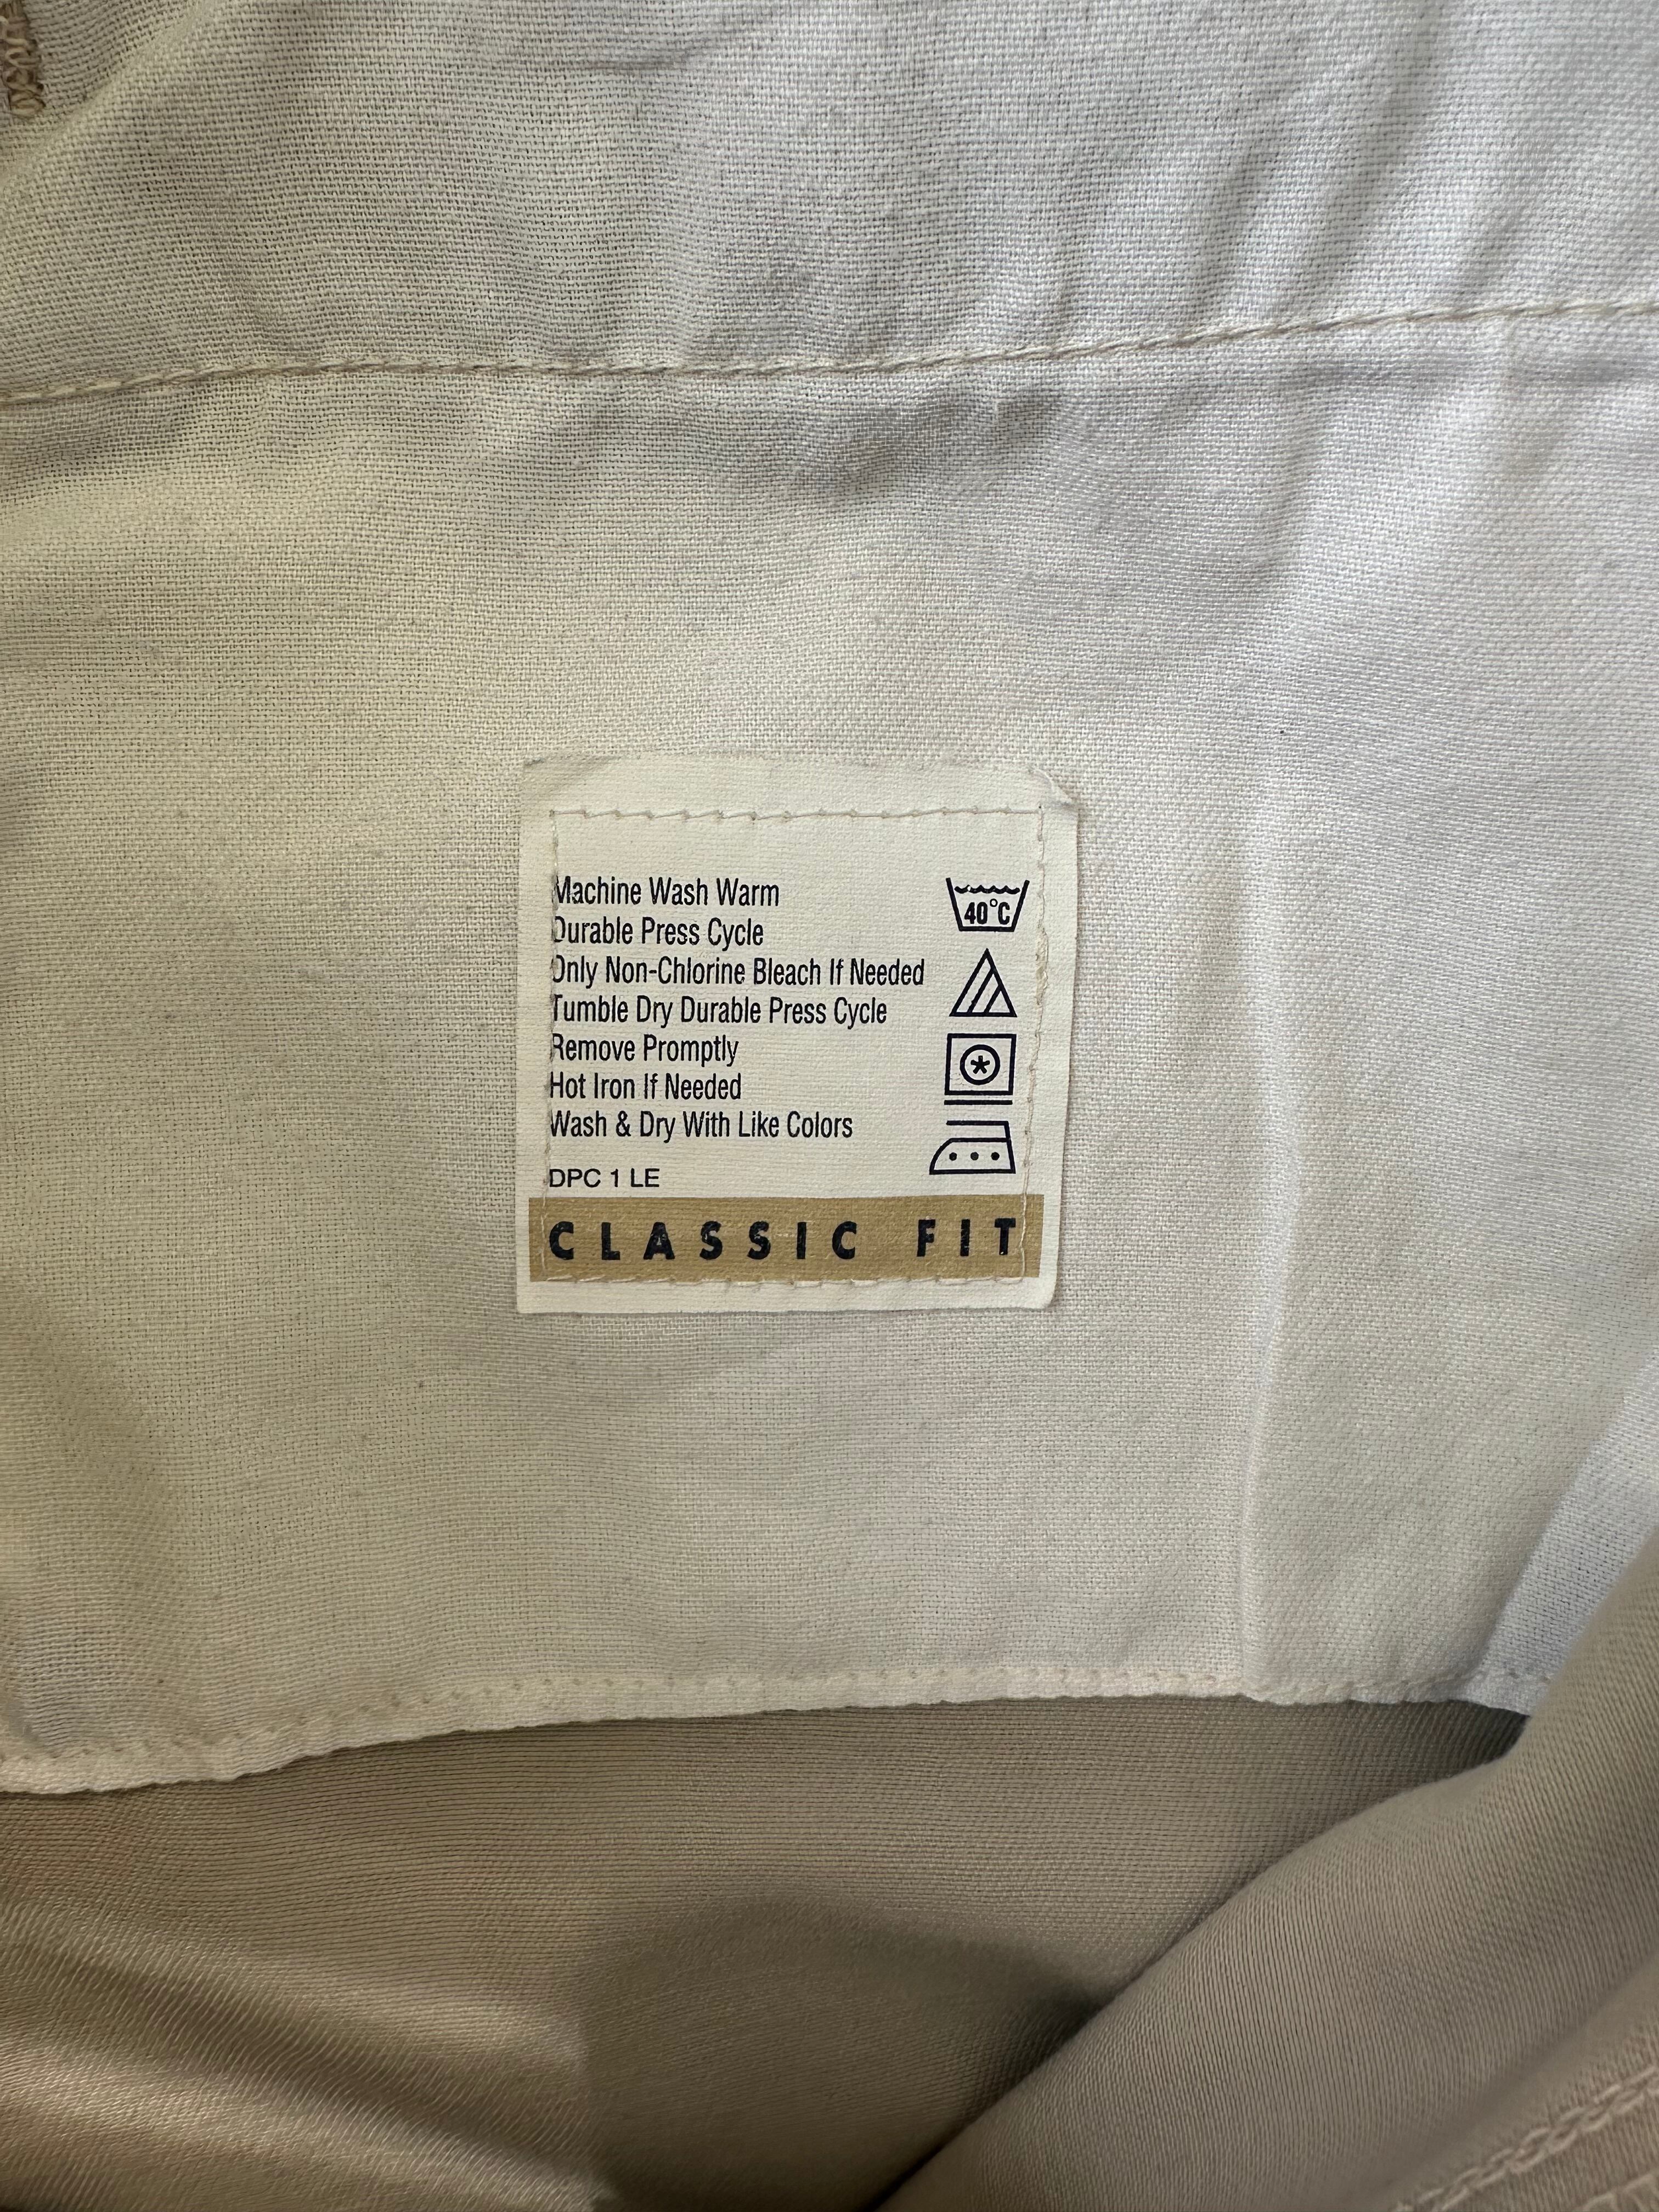 Machine Wash Warm
40°C
Durable Press Cycle
Only Non-Chlorine Bleach If Needed
Tumble Dry Durable Press Cycle
Remove Promptly
Hot Iron If Needed
Wash & Dry With Like Colors
DPC 1 LE
CLASSIC FIT